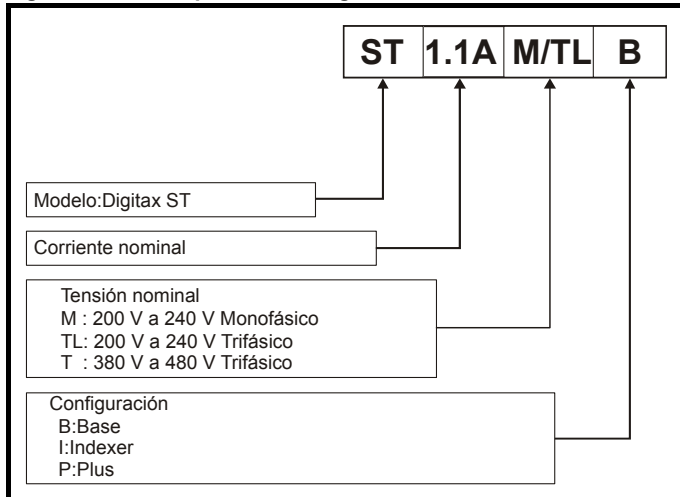 ST 1.1A M/TL B
Modelo:Digitax ST
Corriente nominal
Tensión nominal
M : 200 V a 240 V Monofásico
TL: 200 V a 240 V Trifásico
T : 380 V a 480 V Trifásico
Configuración
B:Base
I:Indexer
P:Plus